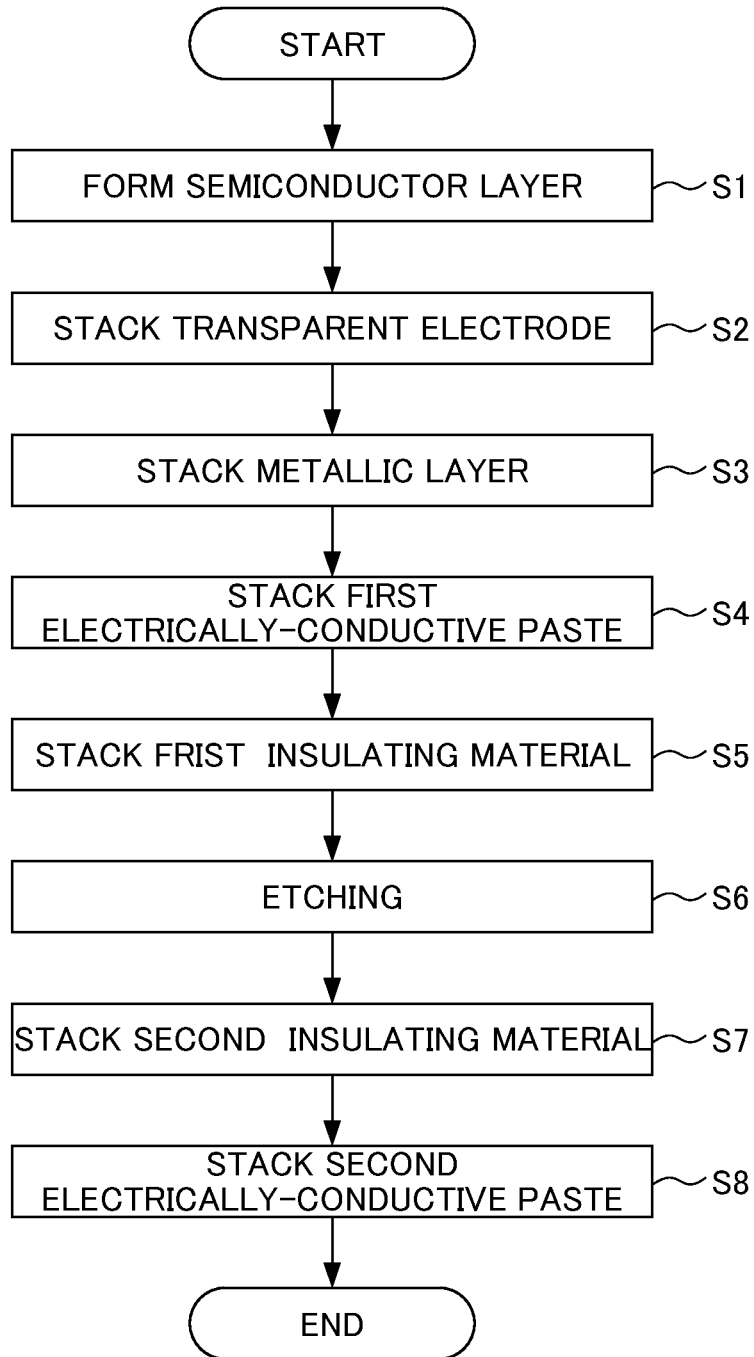 START
FORM SEMICONDUCTOR LAYER
S1
STACK TRANSPARENT ELECTRODE
S2
STACK METALLIC LAYER
S3
STACK FIRST
ELECTRICALLY-CONDUCTIVE PASTE
S4
STACK FRIST INSULATING MATERIAL
S5
ETCHING
S6
STACK SECOND INSULATING MATERIAL
S7
STACK SECOND
ELECTRICALLY-CONDUCTIVE PASTE
S8
END